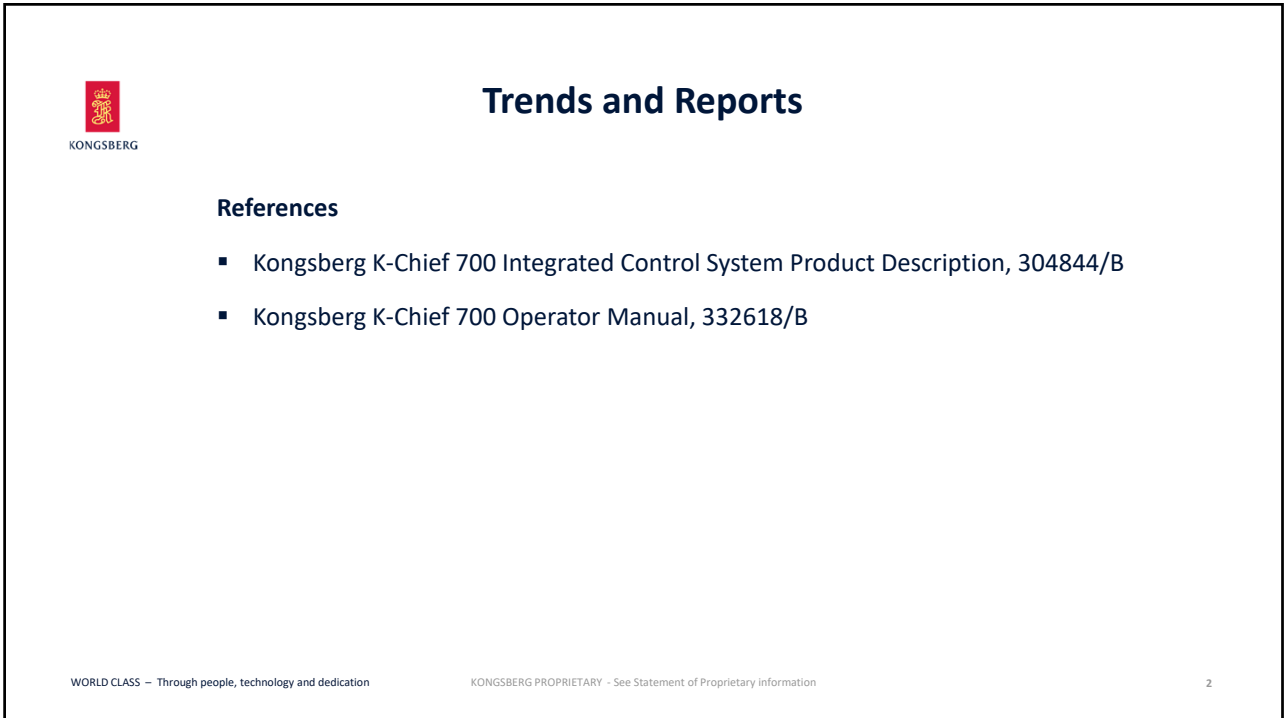 Trends and Reports
KONGSBERG
References
▪ Kongsberg K-Chief 700 Integrated Control System Product Description, 304844/B
▪ Kongsberg K-Chief 700 Operator Manual, 332618/B
WORLD CLASS – Through people, technology and dedication
KONGSBERG PROPRIETARY - See Statement of Proprietary information
2